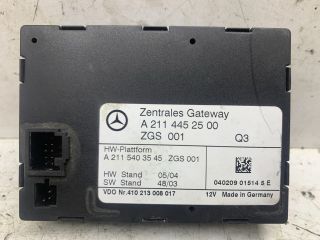 Zentrales Gateway
A 211 445 25 00
ZGS 001 Q3
HW-Plattform
A 211 540 35 45 ZGS 001
HW Stand 05/04
SW Stand 48/03
040209 01514 5 E
VDO Nr.410 213 008 017 12V Made in Germany